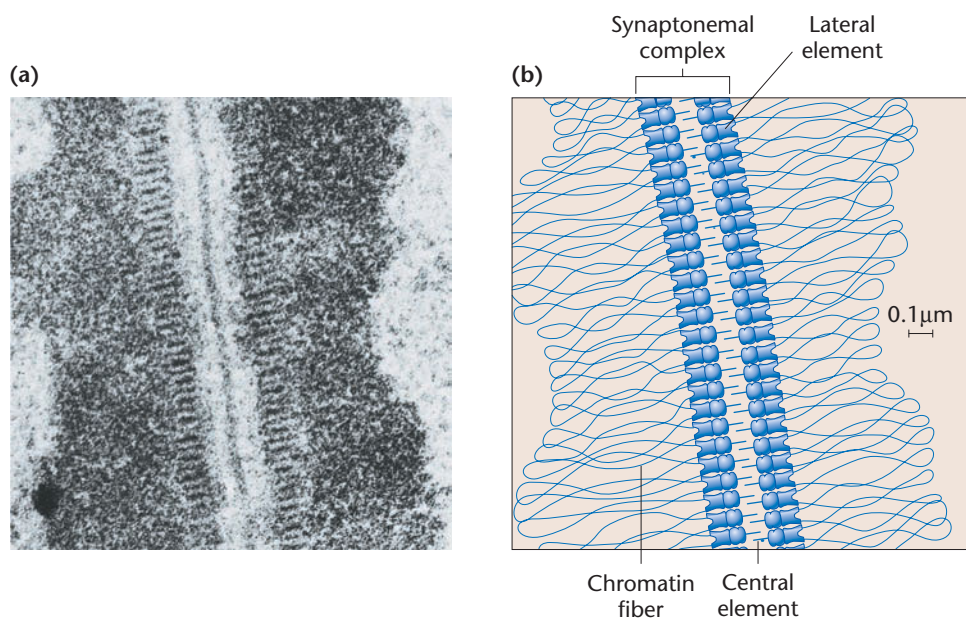 (a)
(b)
Synaptonemal
complex
Lateral
element
0.1μm
Chromatin
fiber
Central
element